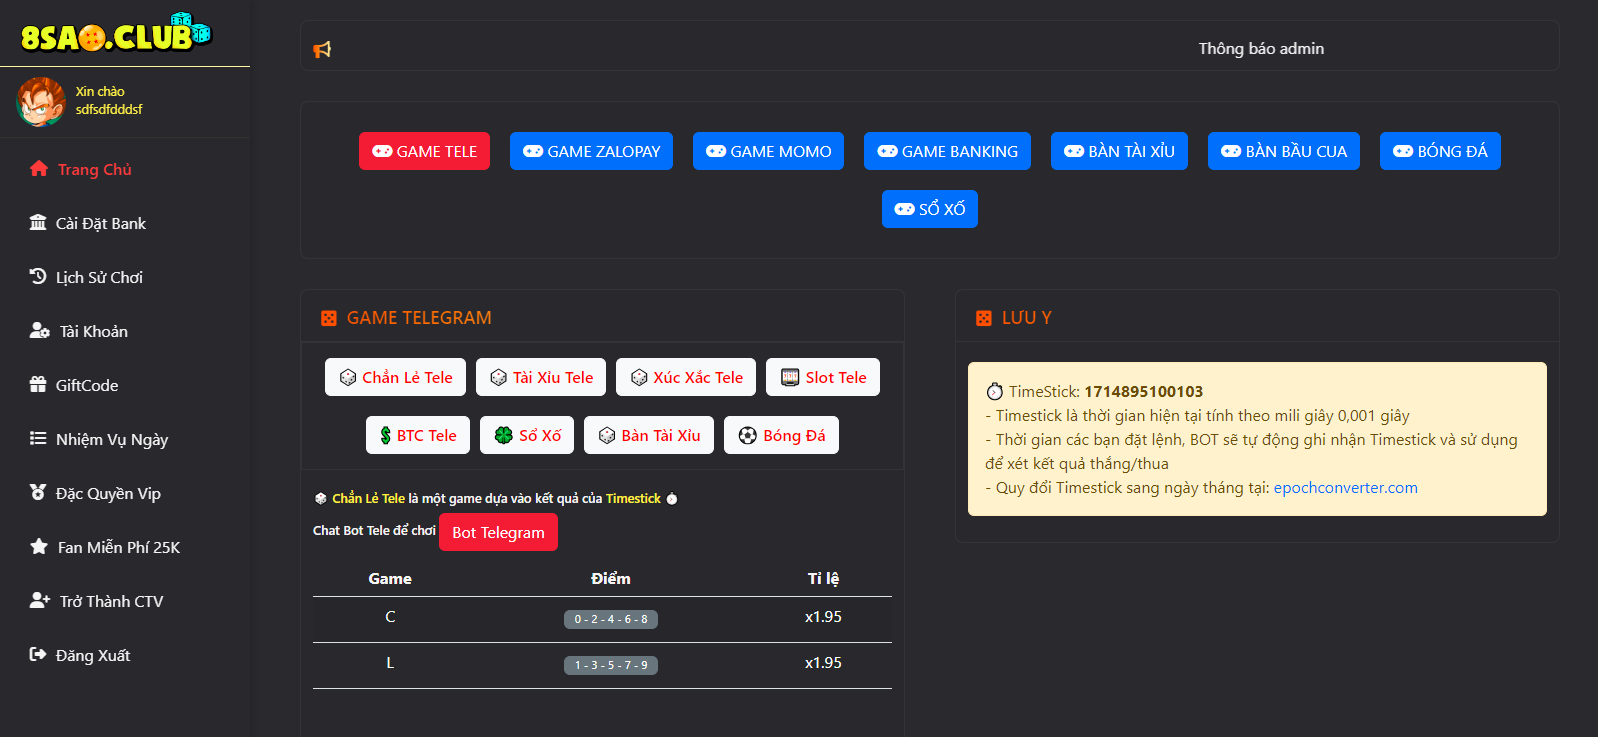 8SAO.CLUB
Xin chào
sdfsdfdddsf
Trang Chủ
Cài Đặt Bank
Lịch Sử Chơi
Tài Khoản
GiftCode
Nhiệm Vụ Ngày
Đặc Quyền Vip
Fan Miễn Phí 25K
Trở Thành CTV
Đăng Xuất
Thông báo admin
GAME TELE
GAME ZALOPAY
GAME MOMO
GAME BANKING
BÀN TÀI XỈU
BÀN BẦU CUA
BÓNG ĐÁ
SỔ XỐ
GAME TELEGRAM
Chẳn Lẻ Tele
Tài Xỉu Tele
Xúc Xắc Tele
Slot Tele
BTC Tele
Sổ Xố
Bàn Tài Xỉu
Bóng Đá
Chẳn Lẻ Tele là một game dựa vào kết quả của Timestick
Chat Bot Tele để chơi Bot Telegram
Game Điểm Tỉ lệ
C 0 - 2 - 4 - 6 - 8 x1.95
L 1 - 3 - 5 - 7 - 9 x1.95
LƯU Y
TimeStick: 1714895100103
- Timestick là thời gian hiện tại tính theo mili giây 0,001 giây
- Thời gian các bạn đặt lệnh, BOT sẽ tự động ghi nhận Timestick và sử dụng
để xét kết quả thắng/thua
- Quy đổi Timestick sang ngày tháng tại: epochconverter.com